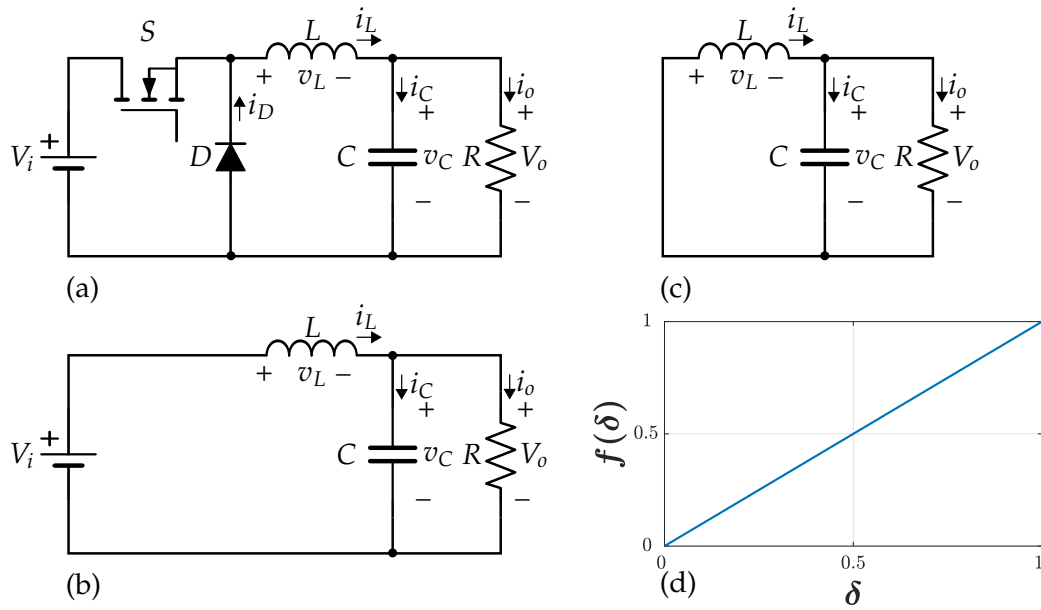 S
L
i_L
+ v_L −
i_C
i_o
i_D
+
V_i
D
C
+
v_C
−
R
+
V_o
−
(a)
L
i_L
+ v_L −
i_C
i_o
C
+
v_C
−
R
+
V_o
−
(c)
L
i_L
+ v_L −
i_C
i_o
+
V_i
C
+
v_C
−
R
+
V_o
−
(b)
1
0.5
0
f(δ)
0 0.5 1
δ
(d)